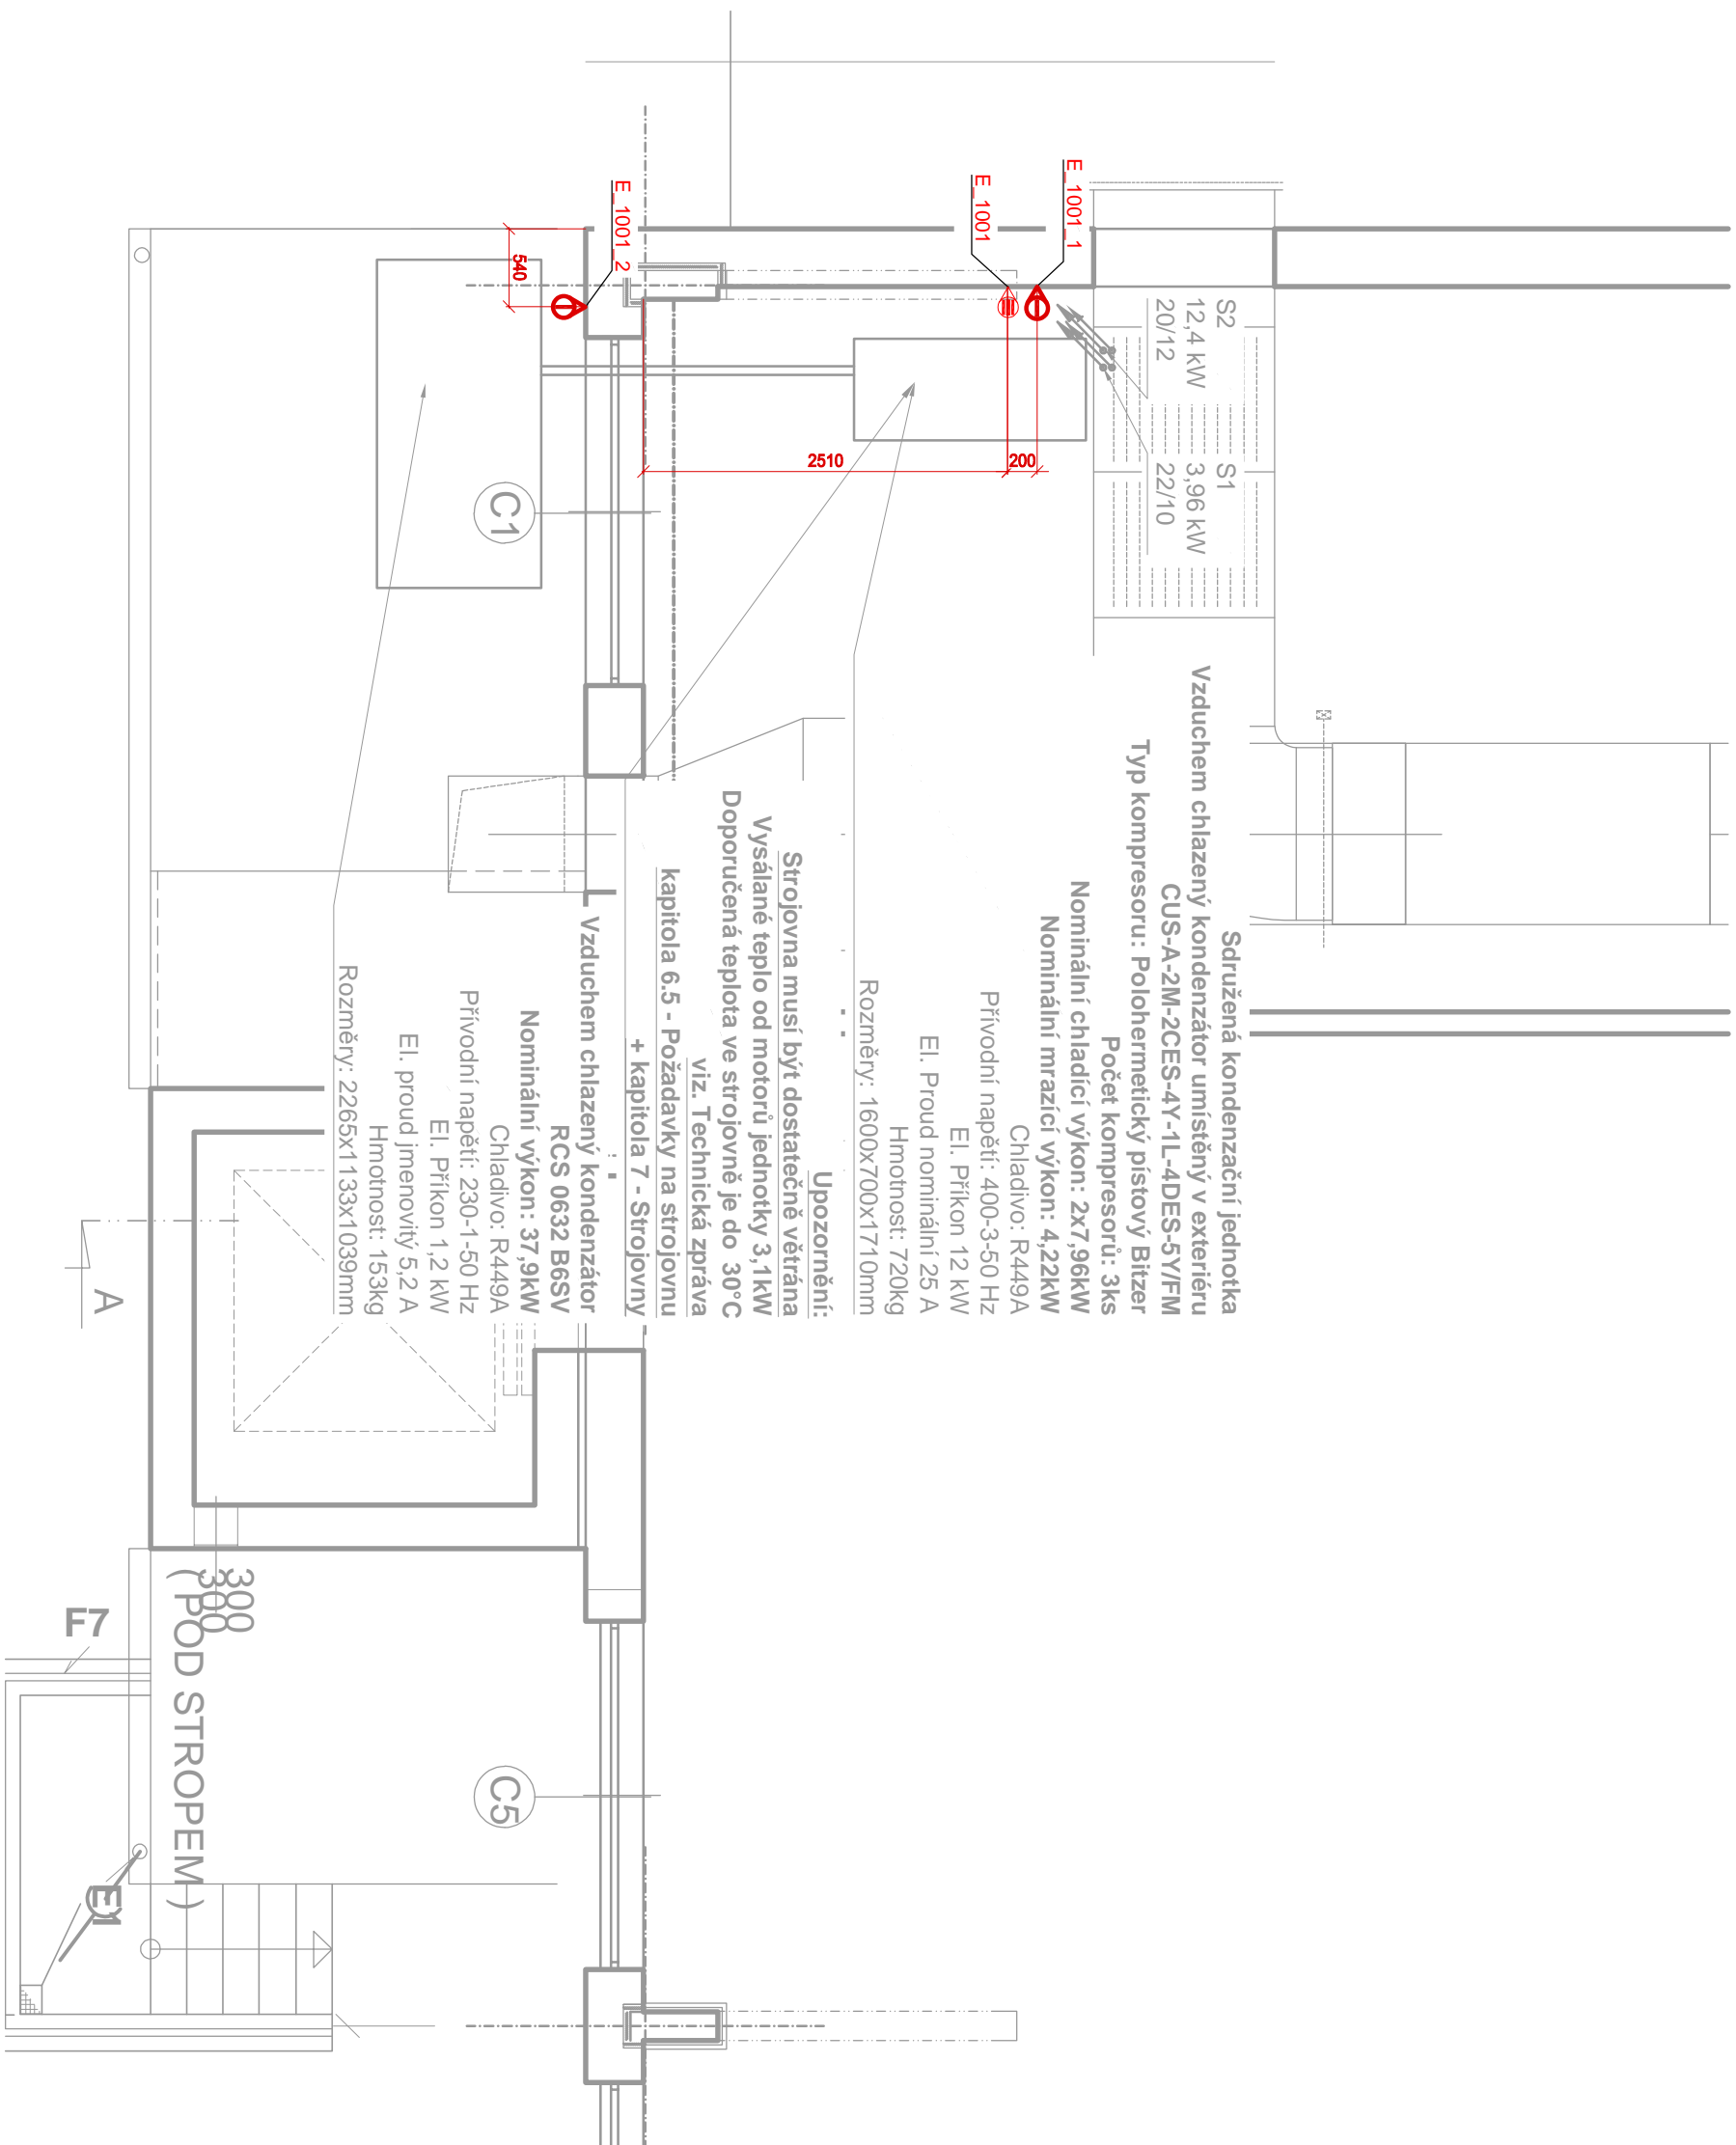 E_1001_1
E_1001
E_1001_2
540
2510
200
S2
12,4 kW
20/12
S1
3,96 kW
22/10
C1
Sdružená kondenzační jednotka
Vzduchem chlazený kondenzátor umístěný v exteriéru
CUS-A-2M-2CES-4Y-1L-4DES-5Y/FM
Typ kompresoru: Polohermetický pístový Bitzer
Počet kompresorů: 3ks
Nominální chladící výkon: 2x7,96kW
Nominální mrazící výkon: 4,22kW
Chladivo: R449A
Přívodní napětí: 400-3-50 Hz
El. Příkon 12 kW
El. Proud nominální 25 A
Hmotnost: 720kg
Rozměry: 1600x700x1710mm
Upozornění:
Strojovna musí být dostatečně větrána
Vysálané teplo od motorů jednotky 3,1kW
Doporučená teplota ve strojovně je do 30°C
viz. Technická zpráva
kapitola 6.5 - Požadavky na strojovnu
+ kapitola 7 - Strojovny
Vzduchem chlazený kondenzátor
RCS 0632 B6SV
Nominální výkon: 37,9kW
Chladivo: R449A
Přívodní napětí: 230-1-50 Hz
El. Příkon 1,2 kW
El. proud jmenovitý 5,2 A
Hmotnost: 153kg
Rozměry: 2265x1133x1039mm
A
300
300
( POD STROPEM )
F7
C5
E1